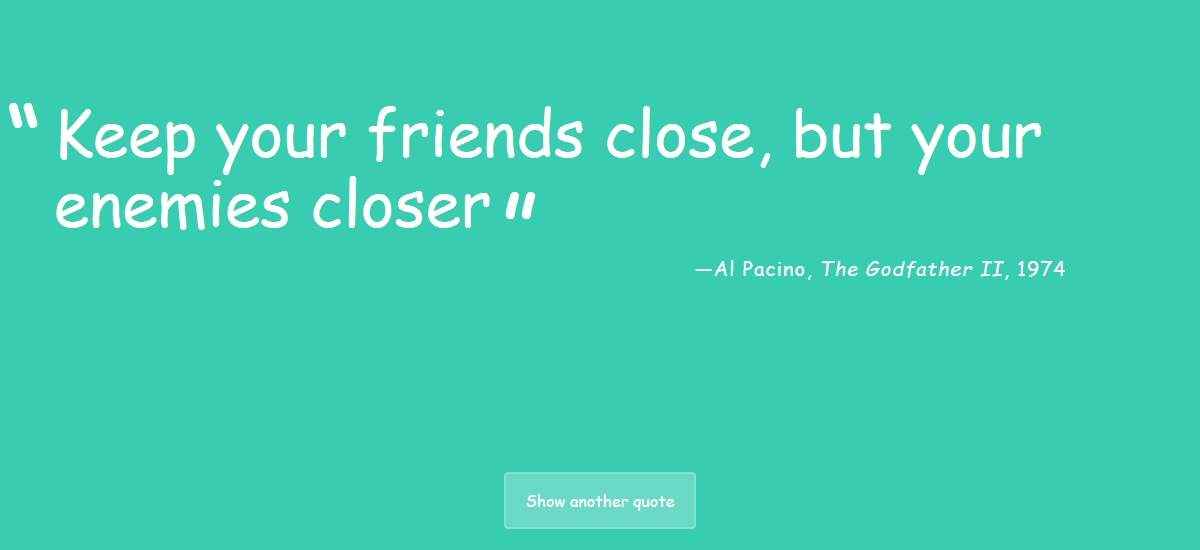 “Keep your friends close, but your
enemies closer”
—Al Pacino, The Godfather II, 1974
Show another quote